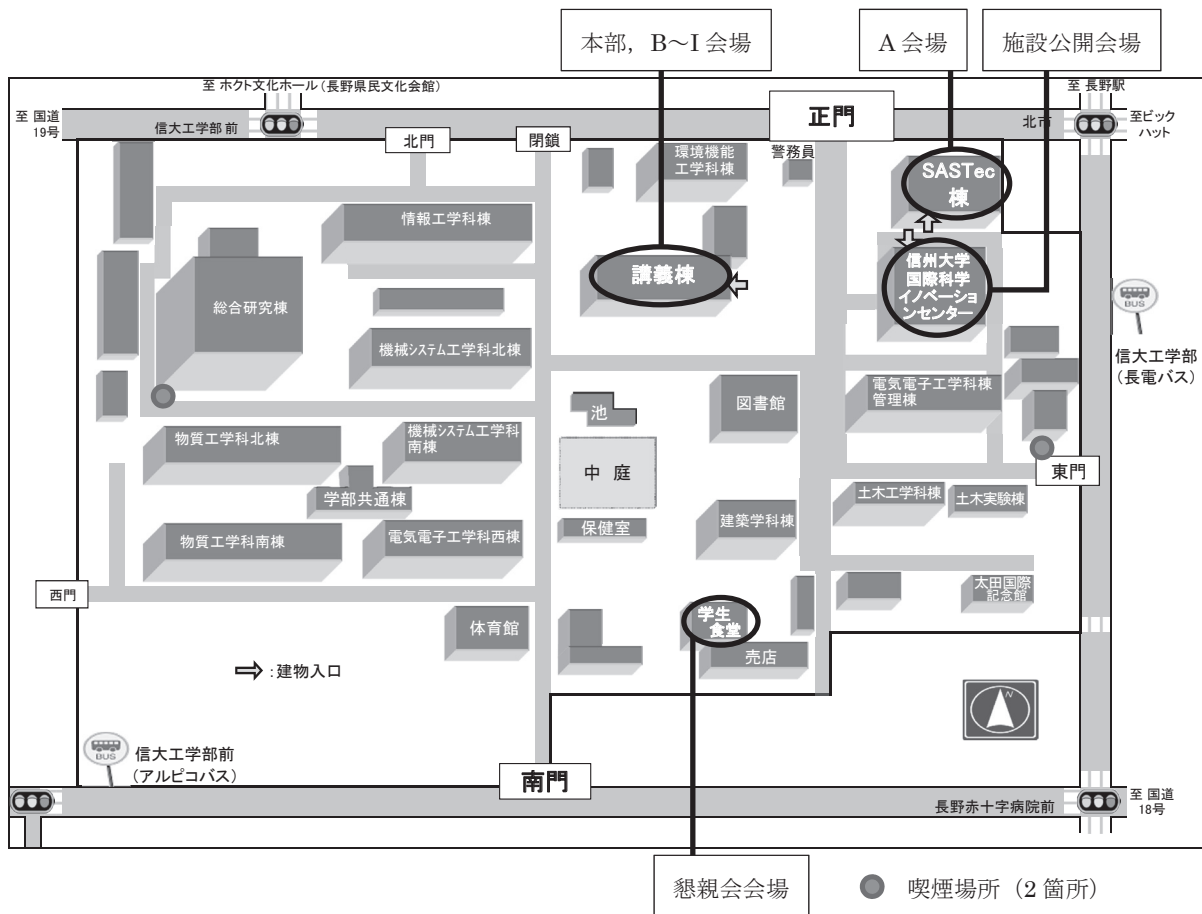 本部，B～I 会場
A 会場
施設公開会場
至 ホクト文化ホール（長野県民文化会館）
至 長野駅
至 国道
19号
信大工学部 前
正門
北市
至ビック
ハット
北門
閉鎖
環境機能
工学科棟
警務員
SASTec
棟
情報工学科棟
講義棟
信州大学
国際科学
イノベーショ
ンセンター
総合研究棟
BUS
機械システム工学科北棟
信大工学部
（長電バス）
電気電子工学科棟
管理棟
図書館
池
物質工学科北棟
機械システム工学科
南棟
中 庭
東門
学部共通棟
土木工学科棟
土木実験棟
物質工学科南棟
電気電子工学科西棟
保健室
建築学科棟
西門
太田国際
記念館
体育館
学生
食堂
売店
：建物入口
N
BUS
信大工学部前
（アルピコバス）
南門
長野赤十字病院前
至 国道
18号
懇親会会場
喫煙場所（2 箇所）